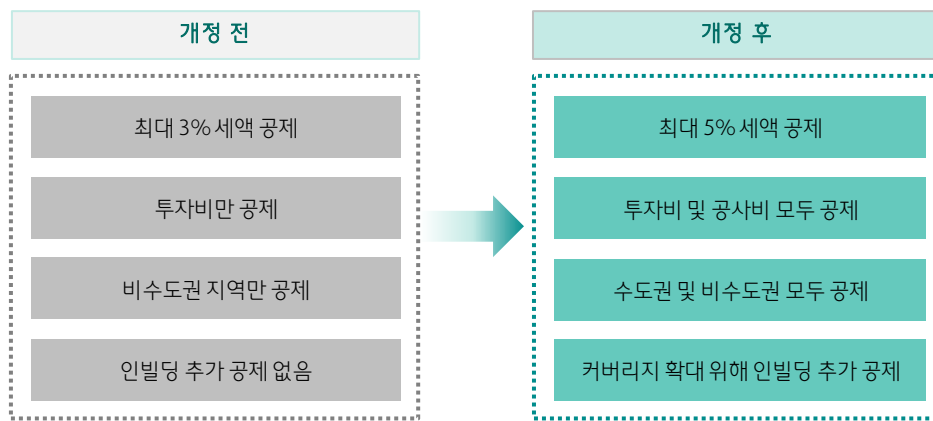 개정 전
최대 3% 세액 공제
투자비만 공제
비수도권 지역만 공제
인빌딩 추가 공제 없음
개정 후
최대 5% 세액 공제
투자비 및 공사비 모두 공제
수도권 및 비수도권 모두 공제
커버리지 확대 위해 인빌딩 추가 공제